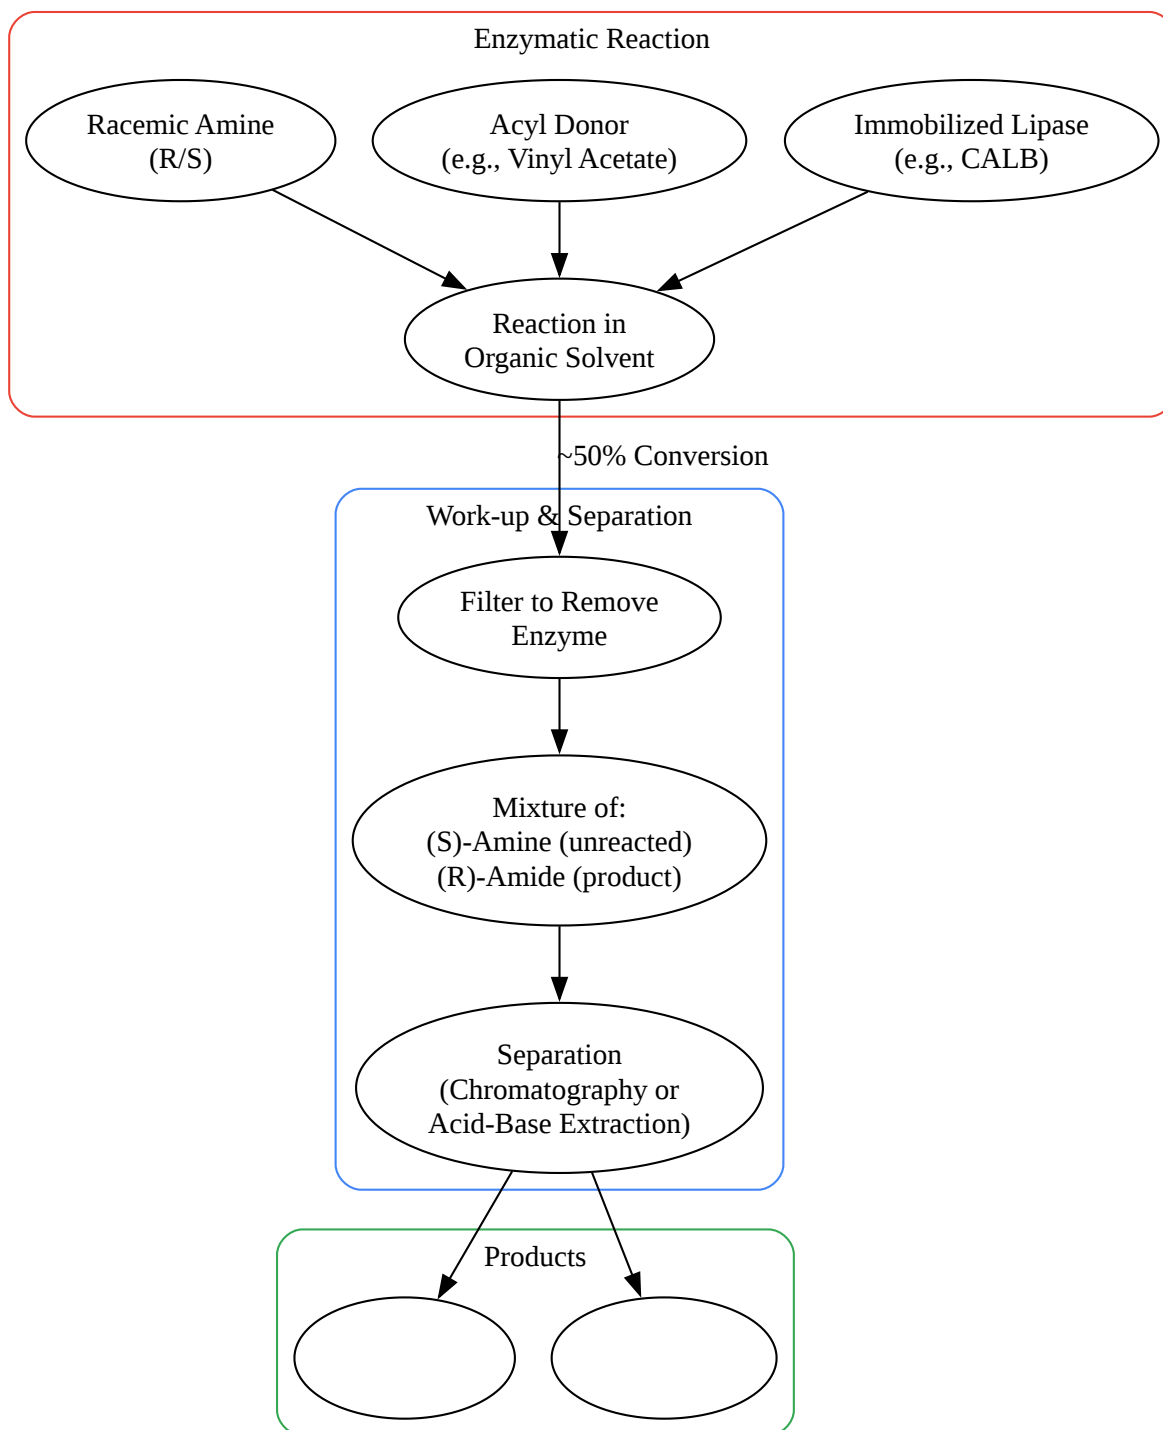 Enzymatic Reaction
Racemic Amine
(R/S)
Acyl Donor
(e.g., Vinyl Acetate)
Immobilized Lipase
(e.g., CALB)
Reaction in
Organic Solvent
~50% Conversion
Work-up & Separation
Filter to Remove
Enzyme
Mixture of:
(S)-Amine (unreacted)
(R)-Amide (product)
Separation
(Chromatography or
Acid-Base Extraction)
Products